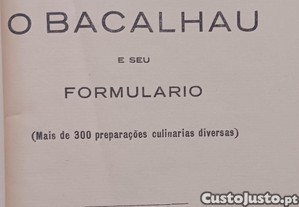 O BACALHAU
E SEU
FORMULARIO
(Mais de 300 preparações culinarias diversas)
CustoJusto.pt